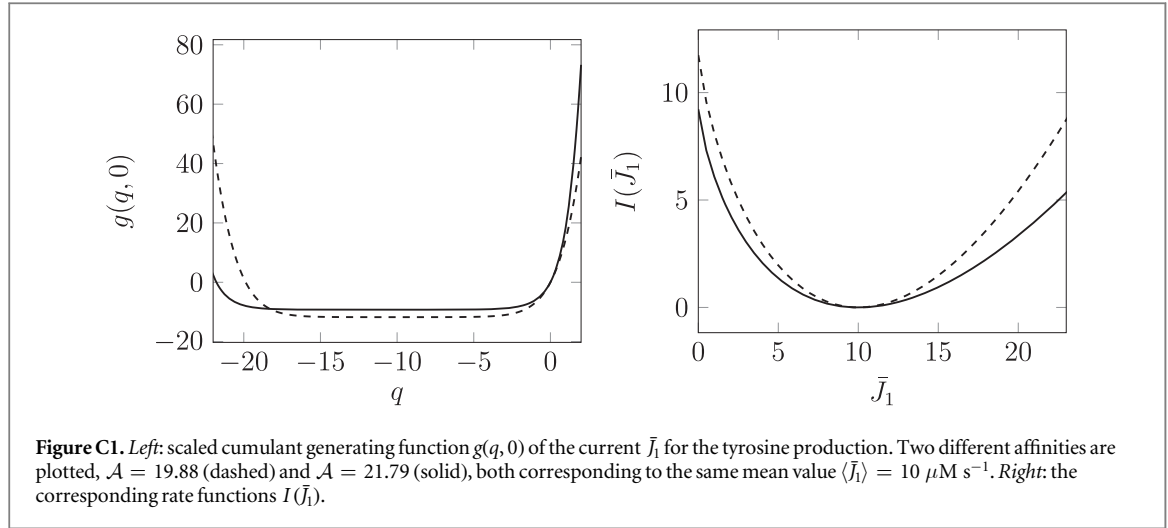 80
60
40
20
0
−20
g(q, 0)
−20
−15
−10
−5
0
q
10
5
0
I(J̄₁)
0
5
10
15
20
J̄₁
Figure C1. Left: scaled cumulant generating function g(q, 0) of the current J̄₁ for the tyrosine production. Two different affinities are
plotted, 𝒜 = 19.88 (dashed) and 𝒜 = 21.79 (solid), both corresponding to the same mean value ⟨J̄₁⟩ = 10 μM s⁻¹. Right: the
corresponding rate functions I(J̄₁).